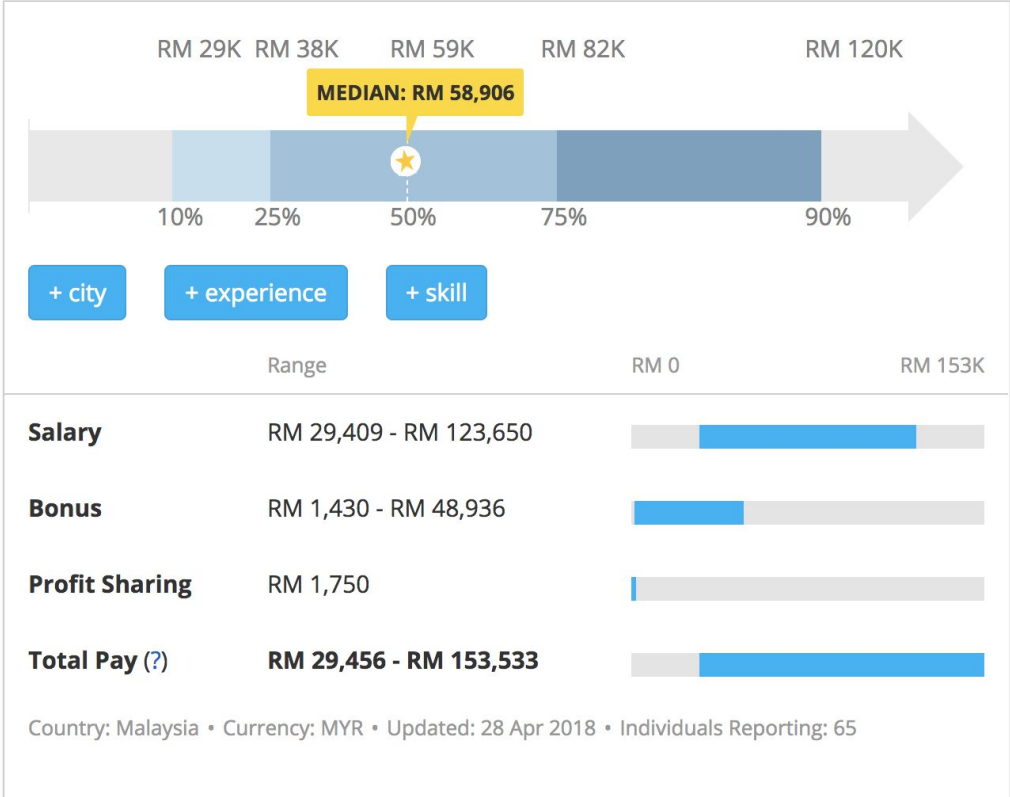 RM 29K RM 38K RM 59K RM 82K RM 120K
MEDIAN: RM 58,906
10% 25% 50% 75% 90%
+ city + experience + skill
Range RM 0 RM 153K
Salary RM 29,409 - RM 123,650
Bonus RM 1,430 - RM 48,936
Profit Sharing RM 1,750
Total Pay (?) RM 29,456 - RM 153,533
Country: Malaysia • Currency: MYR • Updated: 28 Apr 2018 • Individuals Reporting: 65